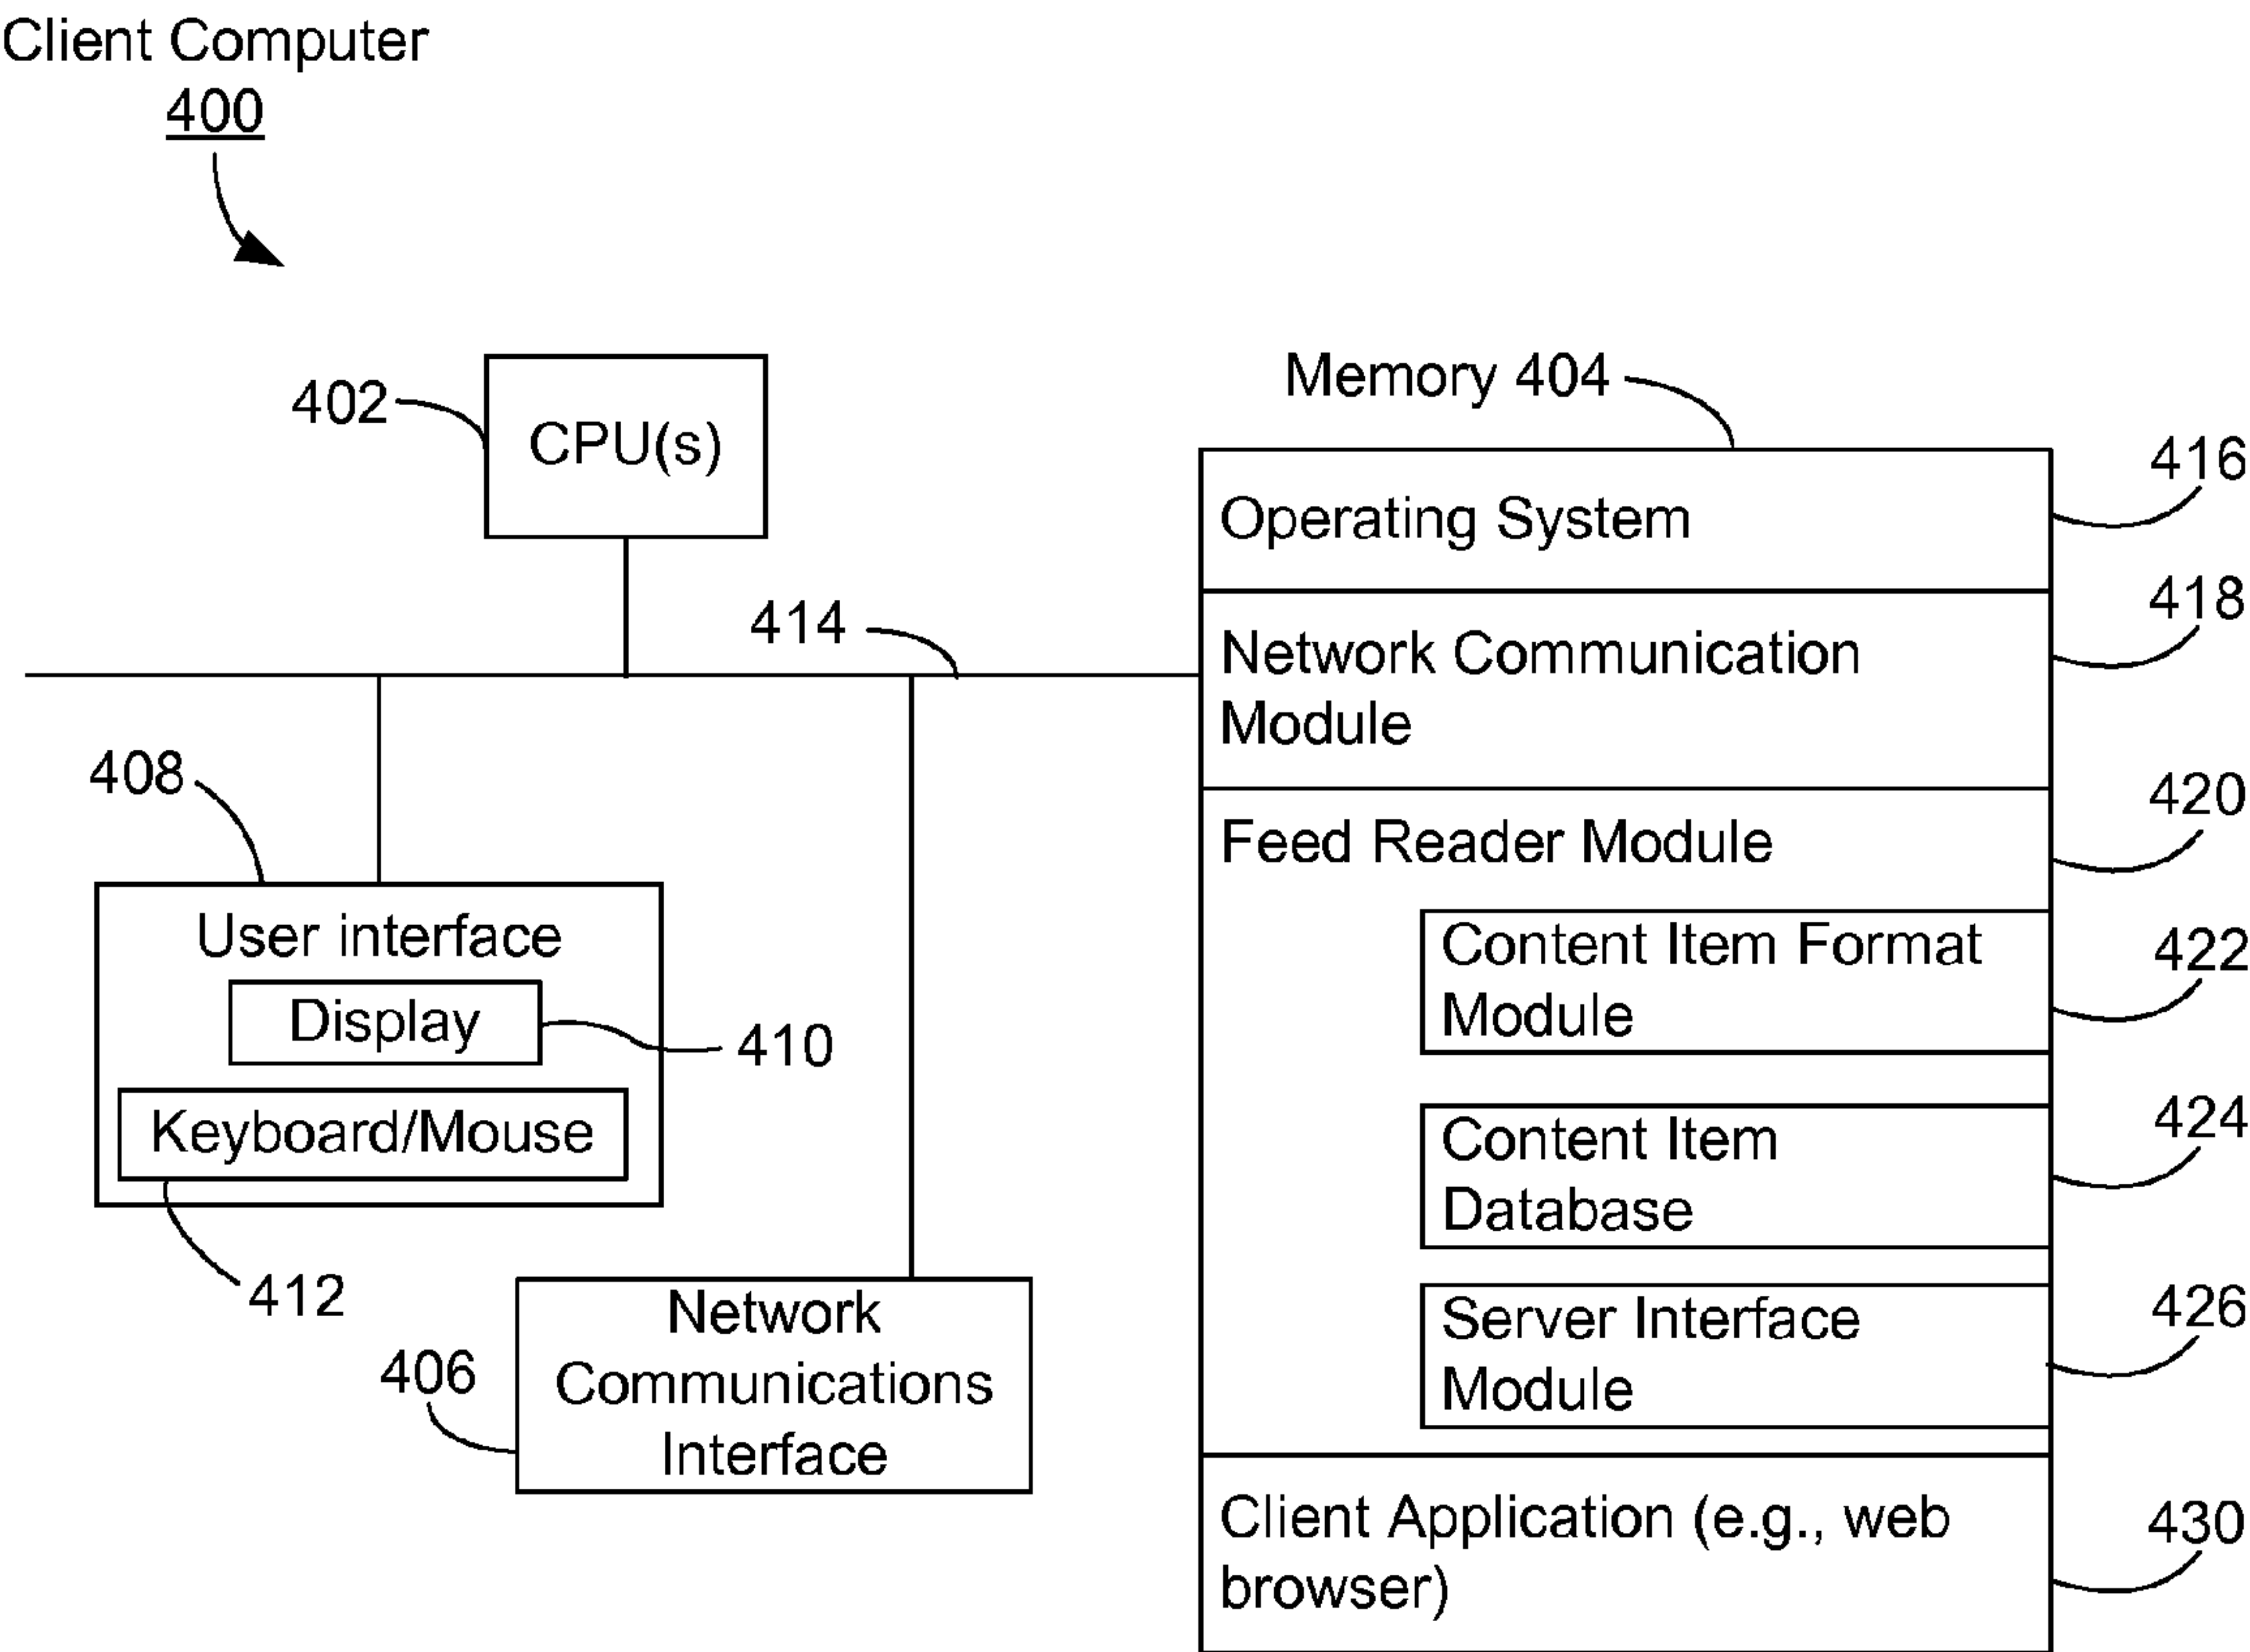 Client Computer
400
402
CPU(s)
Memory 404
Operating System
416
414
Network Communication
Module
418
408
User interface
Display
410
Keyboard/Mouse
412
406
Network
Communications
Interface
Feed Reader Module
420
Content Item Format
Module
422
Content Item
Database
424
Server Interface
Module
426
Client Application (e.g., web
browser)
430